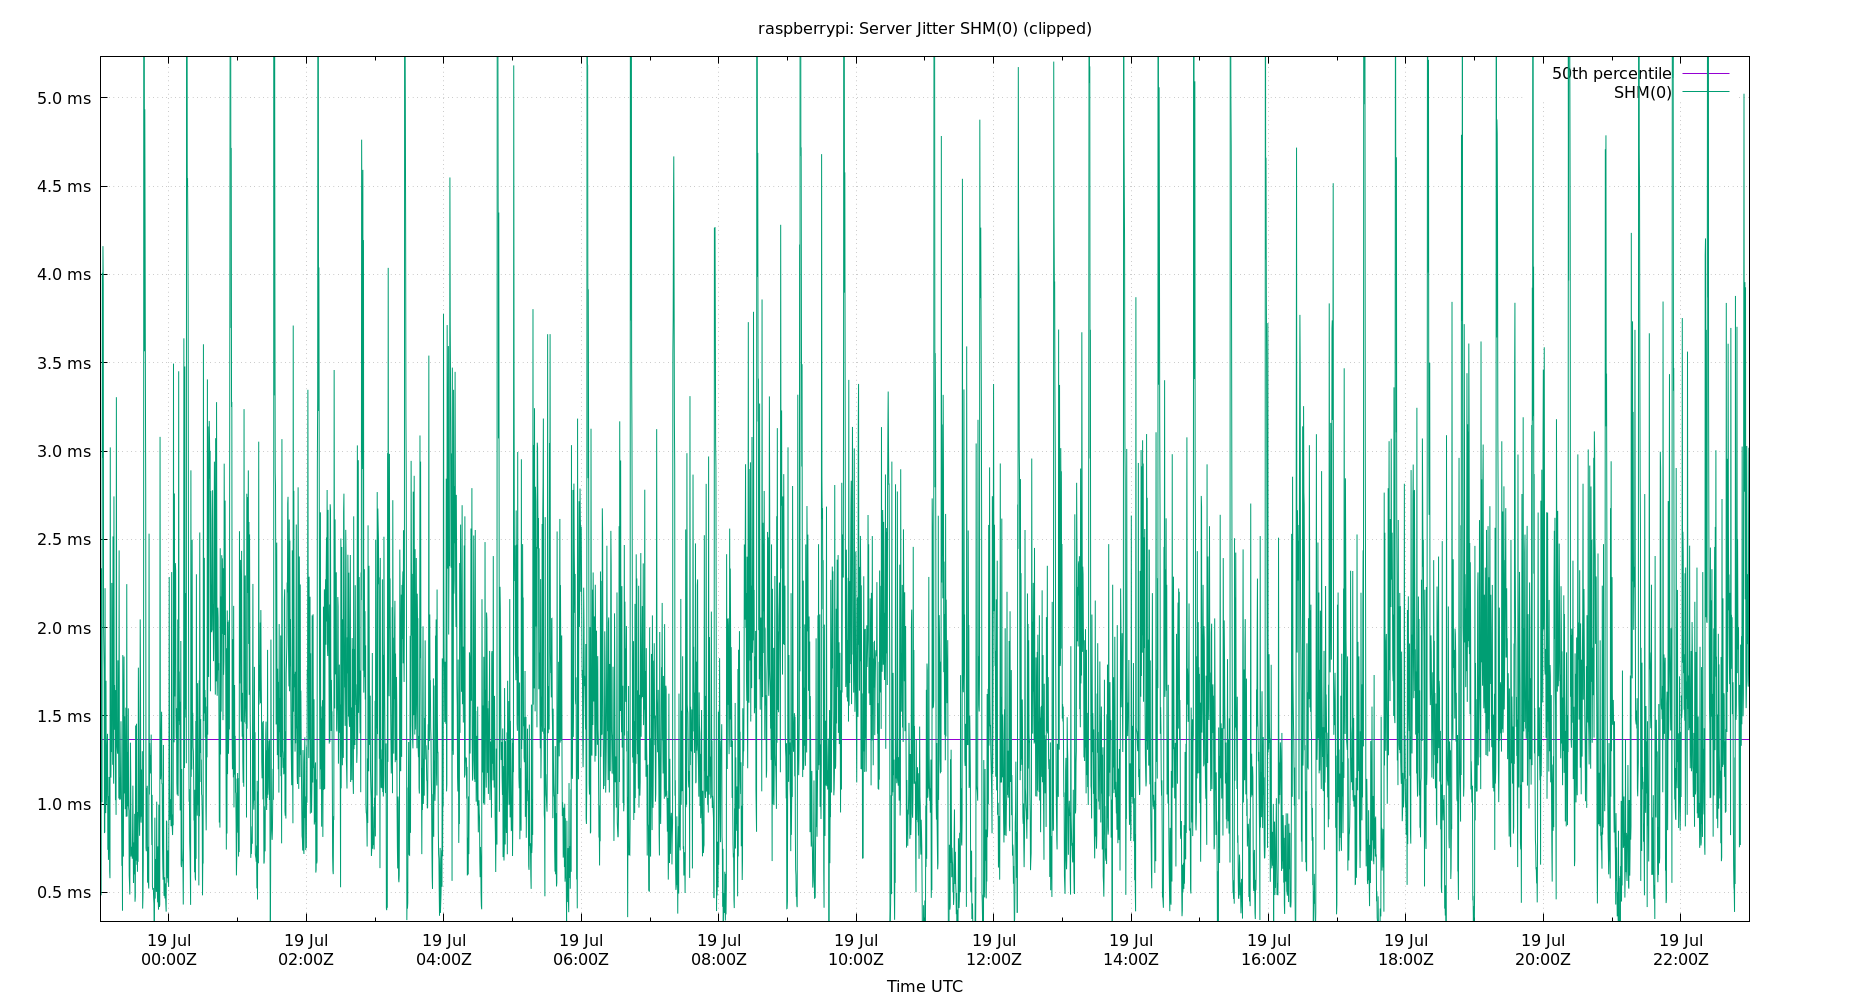 raspberrypi: Server Jitter SHM(0) (clipped)
50th percentile
SHM(0)
5.0 ms
4.5 ms
4.0 ms
3.5 ms
3.0 ms
2.5 ms
2.0 ms
1.5 ms
1.0 ms
0.5 ms
19 Jul 19 Jul 19 Jul 19 Jul 19 Jul 19 Jul 19 Jul 19 Jul 19 Jul 19 Jul 19 Jul 19 Jul
00:00Z 02:00Z 04:00Z 06:00Z 08:00Z 10:00Z 12:00Z 14:00Z 16:00Z 18:00Z 20:00Z 22:00Z
Time UTC